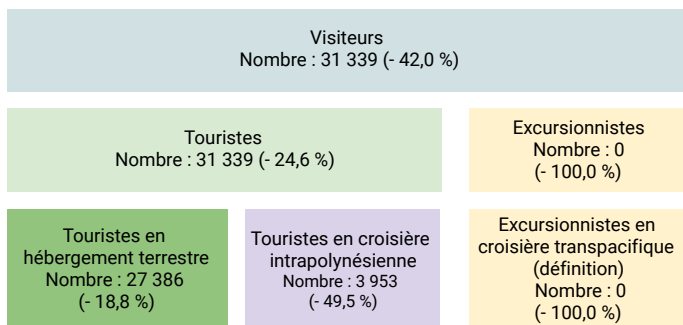 Visiteurs
Nombre : 31 339 (- 42,0 %)
Touristes
Nombre : 31 339 (- 24,6 %)
Excursionnistes
Nombre : 0
(- 100,0 %)
Touristes en
hébergement terrestre
Nombre : 27 386
(- 18,8 %)
Touristes en croisière
intrapolynésienne
Nombre : 3 953
(- 49,5 %)
Excursionnistes en
croisière transpacifique
(définition)
Nombre : 0
(- 100,0 %)